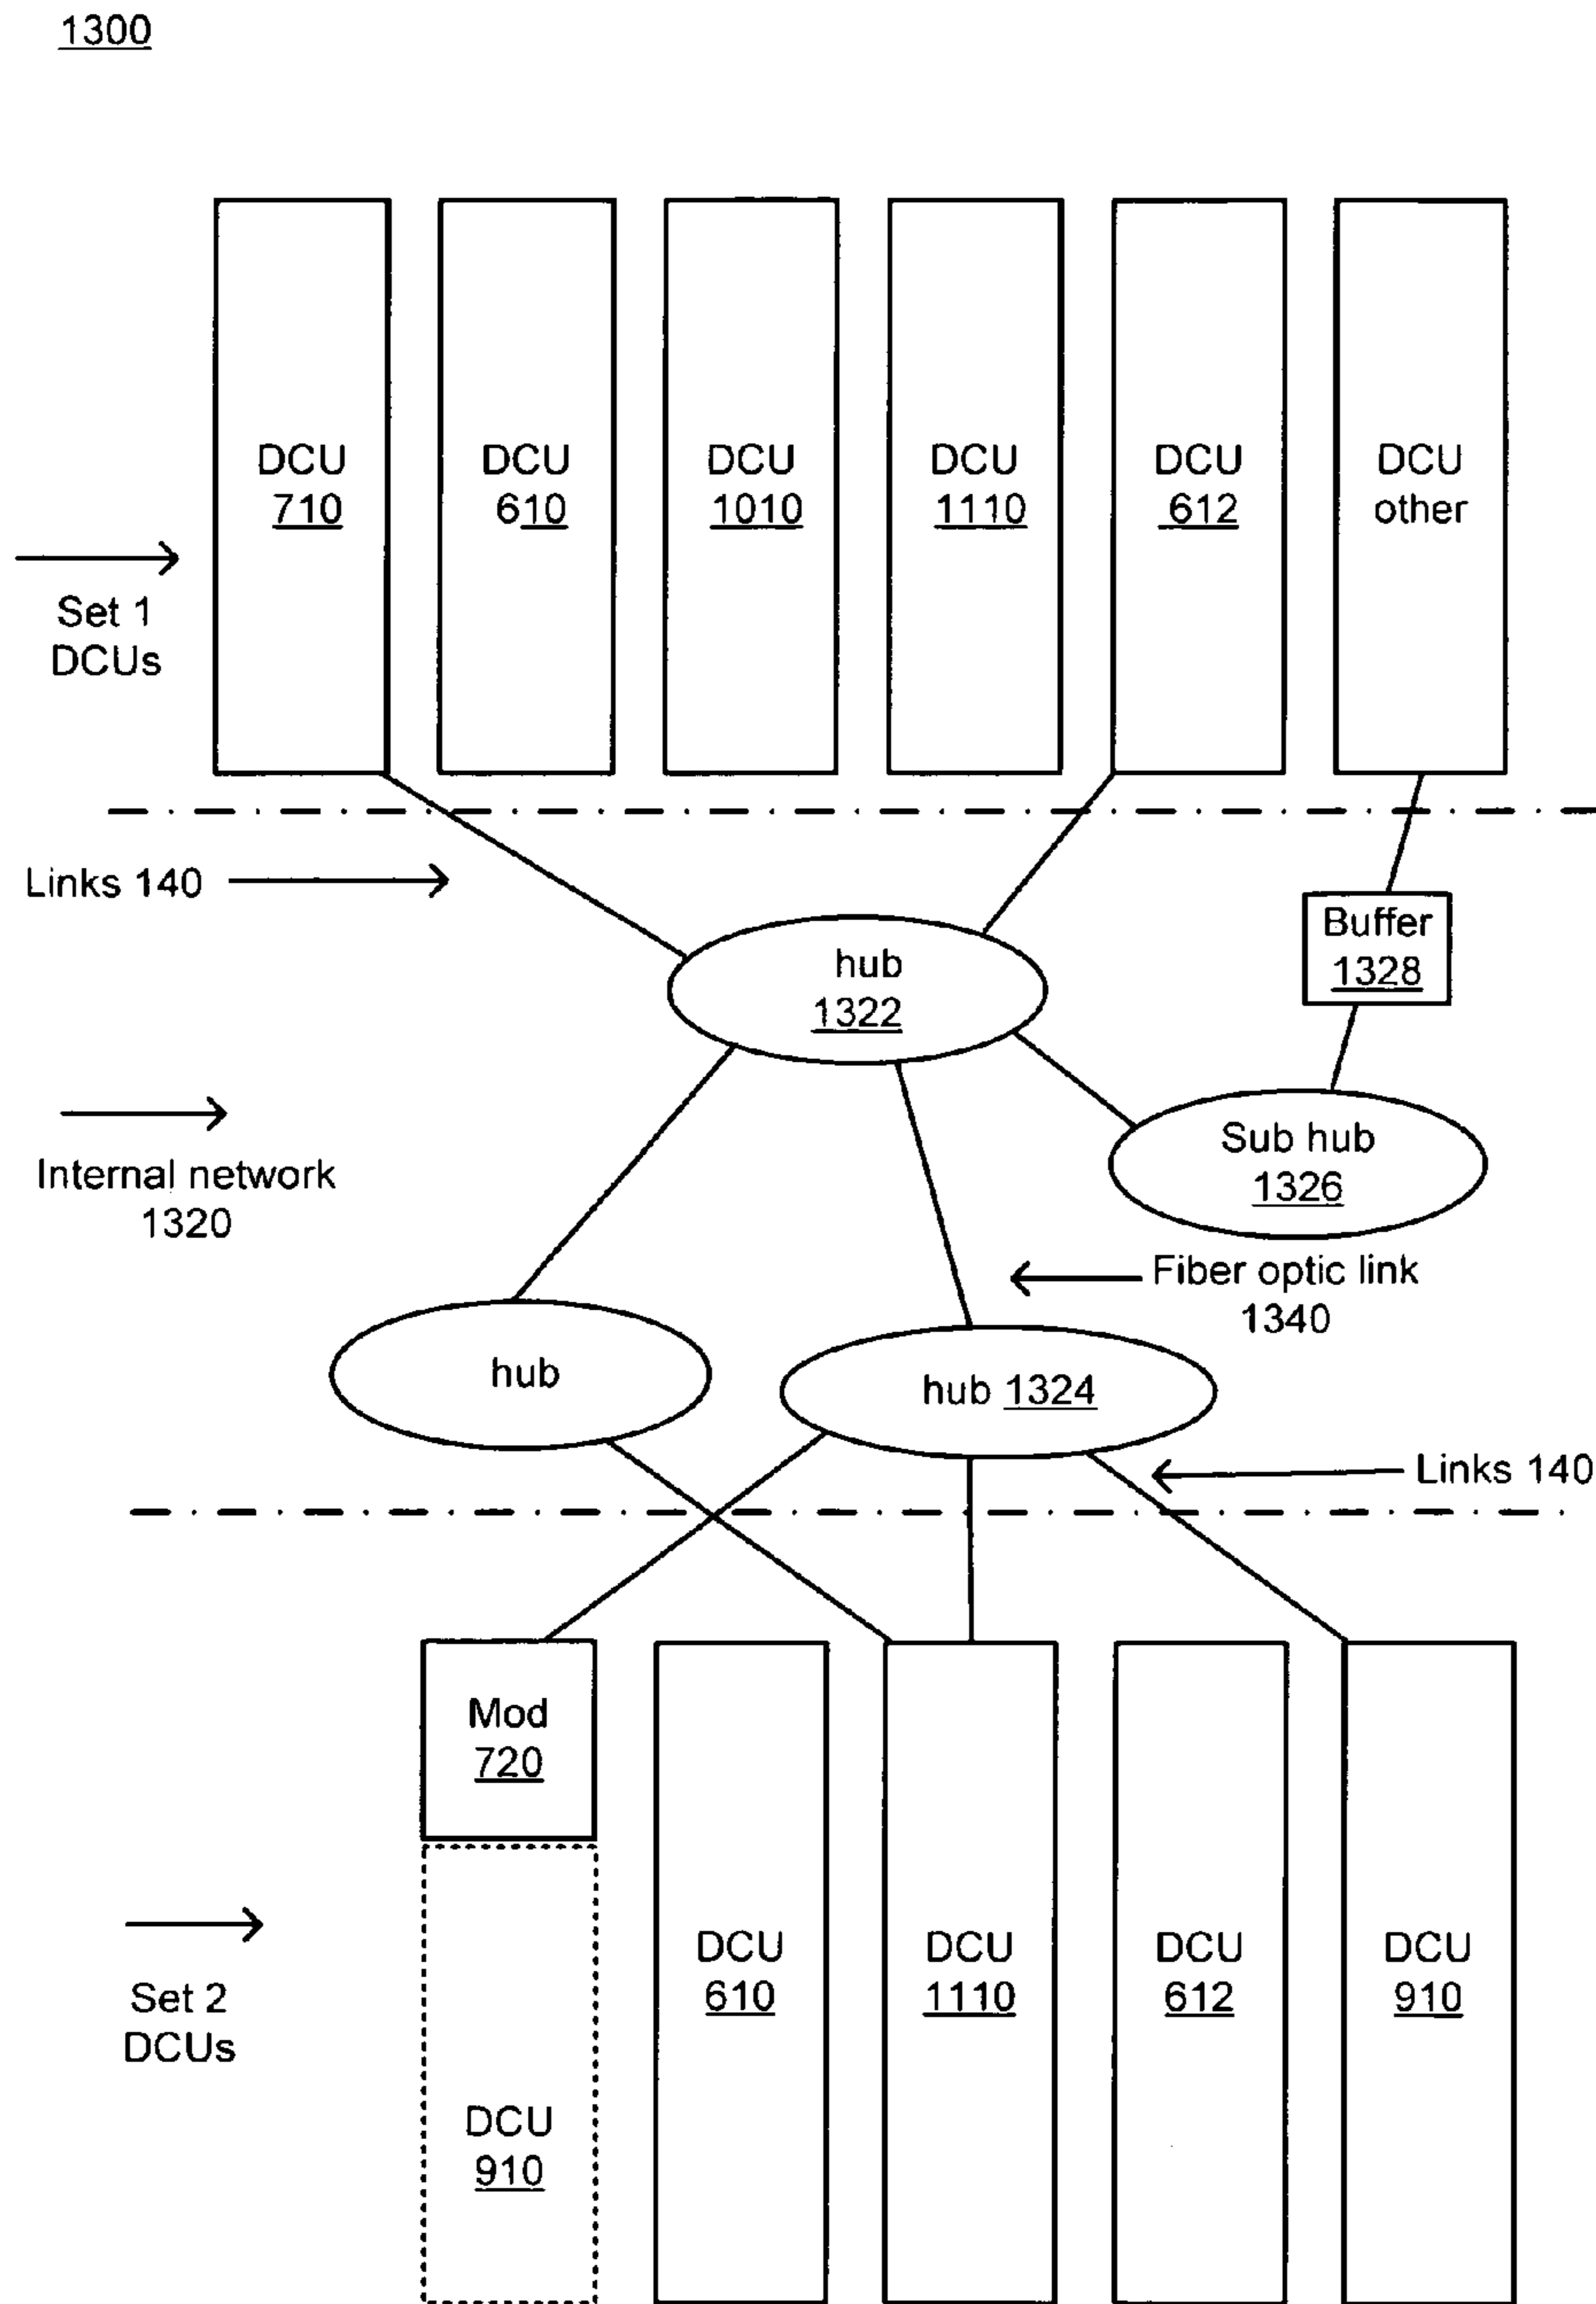 1300
DCU
710
DCU
610
DCU
1010
DCU
1110
DCU
612
DCU
other
Set 1
DCUs
Links 140
hub
1322
Buffer
1328
Internal network
1320
Sub hub
1326
Fiber optic link
1340
hub
hub 1324
Links 140
Mod
720
DCU
910
Set 2
DCUs
DCU
610
DCU
1110
DCU
612
DCU
910